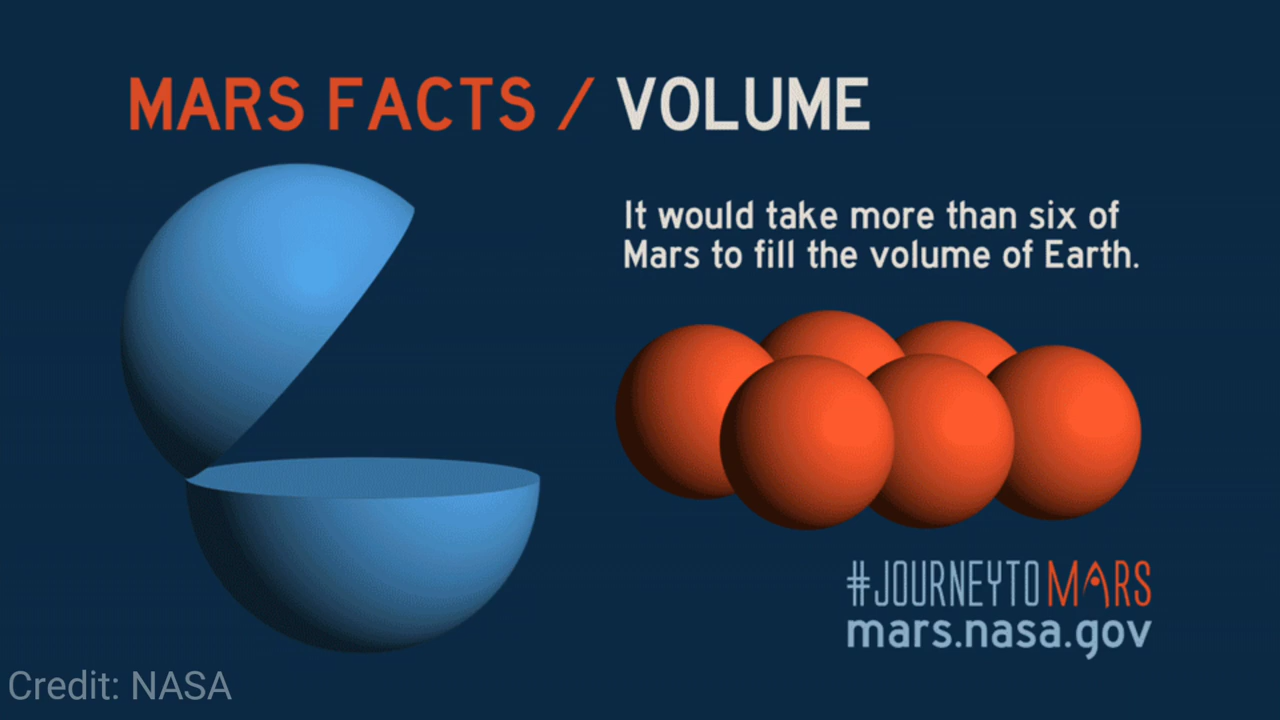 MARS FACTS / VOLUME
It would take more than six of
Mars to fill the volume of Earth.
#JOURNEYTOMARS
mars.nasa.gov
Credit: NASA